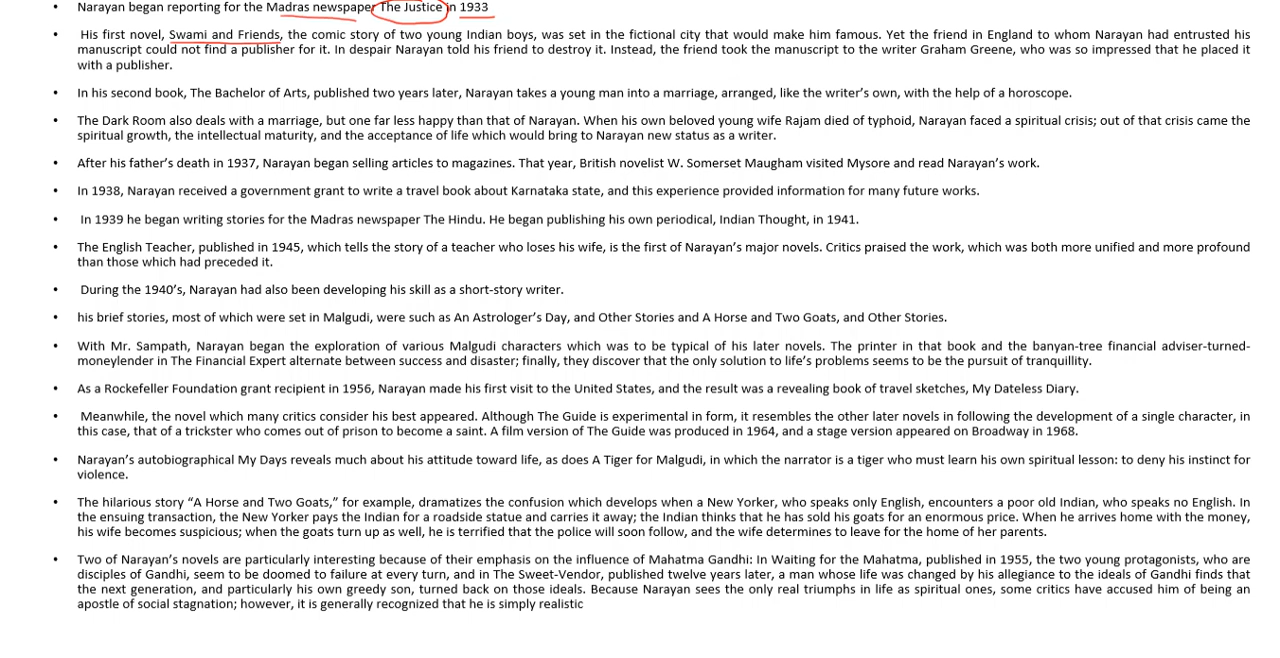 • Narayan began reporting for the Madras newspaper The Justice in 1933
• His first novel, Swami and Friends, the comic story of two young Indian boys, was set in the fictional city that would make him famous. Yet the friend in England to whom Narayan had entrusted his
manuscript could not find a publisher for it. In despair Narayan told his friend to destroy it. Instead, the friend took the manuscript to the writer Graham Greene, who was so impressed that he placed it
with a publisher.
• In his second book, The Bachelor of Arts, published two years later, Narayan takes a young man into a marriage, arranged, like the writer's own, with the help of a horoscope.
• The Dark Room also deals with a marriage, but one far less happy than that of Narayan. When his own beloved young wife Rajam died of typhoid, Narayan faced a spiritual crisis; out of that crisis came the
spiritual growth, the intellectual maturity, and the acceptance of life which would bring to Narayan new status as a writer.
• After his father's death in 1937, Narayan began selling articles to magazines. That year, British novelist W. Somerset Maugham visited Mysore and read Narayan's work.
• In 1938, Narayan received a government grant to write a travel book about Karnataka state, and this experience provided information for many future works.
• In 1939 he began writing stories for the Madras newspaper The Hindu. He began publishing his own periodical, Indian Thought, in 1941.
• The English Teacher, published in 1945, which tells the story of a teacher who loses his wife, is the first of Narayan's major novels. Critics praised the work, which was both more unified and more profound
than those which had preceded it.
• During the 1940's, Narayan had also been developing his skill as a short-story writer.
• his brief stories, most of which were set in Malgudi, were such as An Astrologer's Day, and Other Stories and A Horse and Two Goats, and Other Stories.
• With Mr. Sampath, Narayan began the exploration of various Malgudi characters which was to be typical of his later novels. The printer in that book and the banyan-tree financial adviser-turned-
moneylender in The Financial Expert alternate between success and disaster; finally, they discover that the only solution to life's problems seems to be the pursuit of tranquillity.
• As a Rockefeller Foundation grant recipient in 1956, Narayan made his first visit to the United States, and the result was a revealing book of travel sketches, My Dateless Diary.
• Meanwhile, the novel which many critics consider his best appeared. Although The Guide is experimental in form, it resembles the other later novels in following the development of a single character, in
this case, that of a trickster who comes out of prison to become a saint. A film version of The Guide was produced in 1964, and a stage version appeared on Broadway in 1968.
• Narayan's autobiographical My Days reveals much about his attitude toward life, as does A Tiger for Malgudi, in which the narrator is a tiger who must learn his own spiritual lesson: to deny his instinct for
violence.
• The hilarious story “A Horse and Two Goats,” for example, dramatizes the confusion which develops when a New Yorker, who speaks only English, encounters a poor old Indian, who speaks no English. In
the ensuing transaction, the New Yorker pays the Indian for a roadside statue and carries it away; the Indian thinks that he has sold his goats for an enormous price. When he arrives home with the money,
his wife becomes suspicious; when the goats turn up as well, he is terrified that the police will soon follow, and the wife determines to leave for the home of her parents.
• Two of Narayan's novels are particularly interesting because of their emphasis on the influence of Mahatma Gandhi: In Waiting for the Mahatma, published in 1955, the two young protagonists, who are
disciples of Gandhi, seem to be doomed to failure at every turn, and in The Sweet-Vendor, published twelve years later, a man whose life was changed by his allegiance to the ideals of Gandhi finds that
the next generation, and particularly his own greedy son, turned back on those ideals. Because Narayan sees the only real triumphs in life as spiritual ones, some critics have accused him of being an
apostle of social stagnation; however, it is generally recognized that he is simply realistic